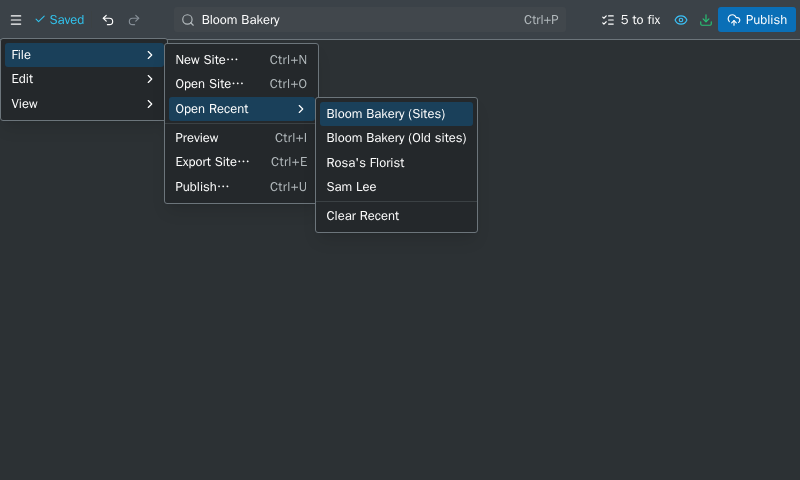 Saved
Bloom Bakery Ctrl+P
5 to fix
Publish
File
Edit
View
New Site⋯ Ctrl+N
Open Site⋯ Ctrl+O
Open Recent
Preview Ctrl+I
Export Site⋯ Ctrl+E
Publish⋯ Ctrl+U
Bloom Bakery (Sites)
Bloom Bakery (Old sites)
Rosa's Florist
Sam Lee
Clear Recent